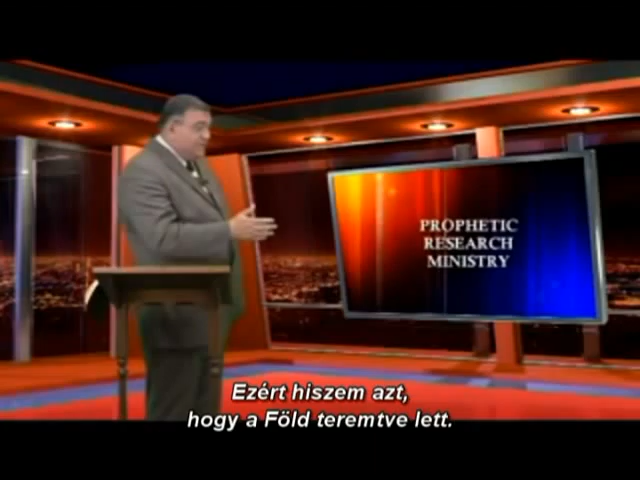 PROPHETIC
RESEARCH
MINISTRY
Ezért hiszem azt,
hogy a Föld teremtve lett.